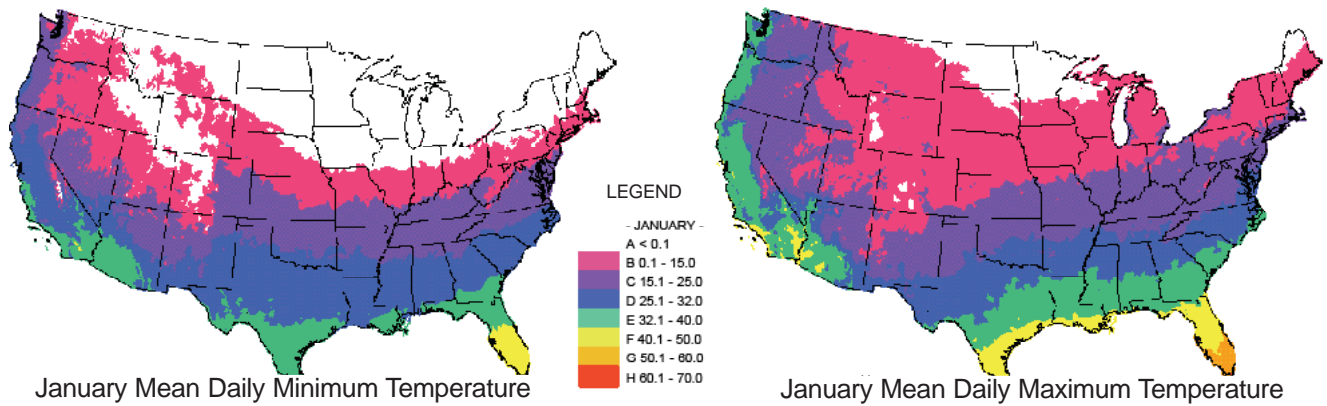 LEGEND
- JANUARY -
A < 0.1
B 0.1 - 15.0
C 15.1 - 25.0
D 25.1 - 32.0
E 32.1 - 40.0
F 40.1 - 50.0
G 50.1 - 60.0
H 60.1 - 70.0
January Mean Daily Minimum Temperature
January Mean Daily Maximum Temperature